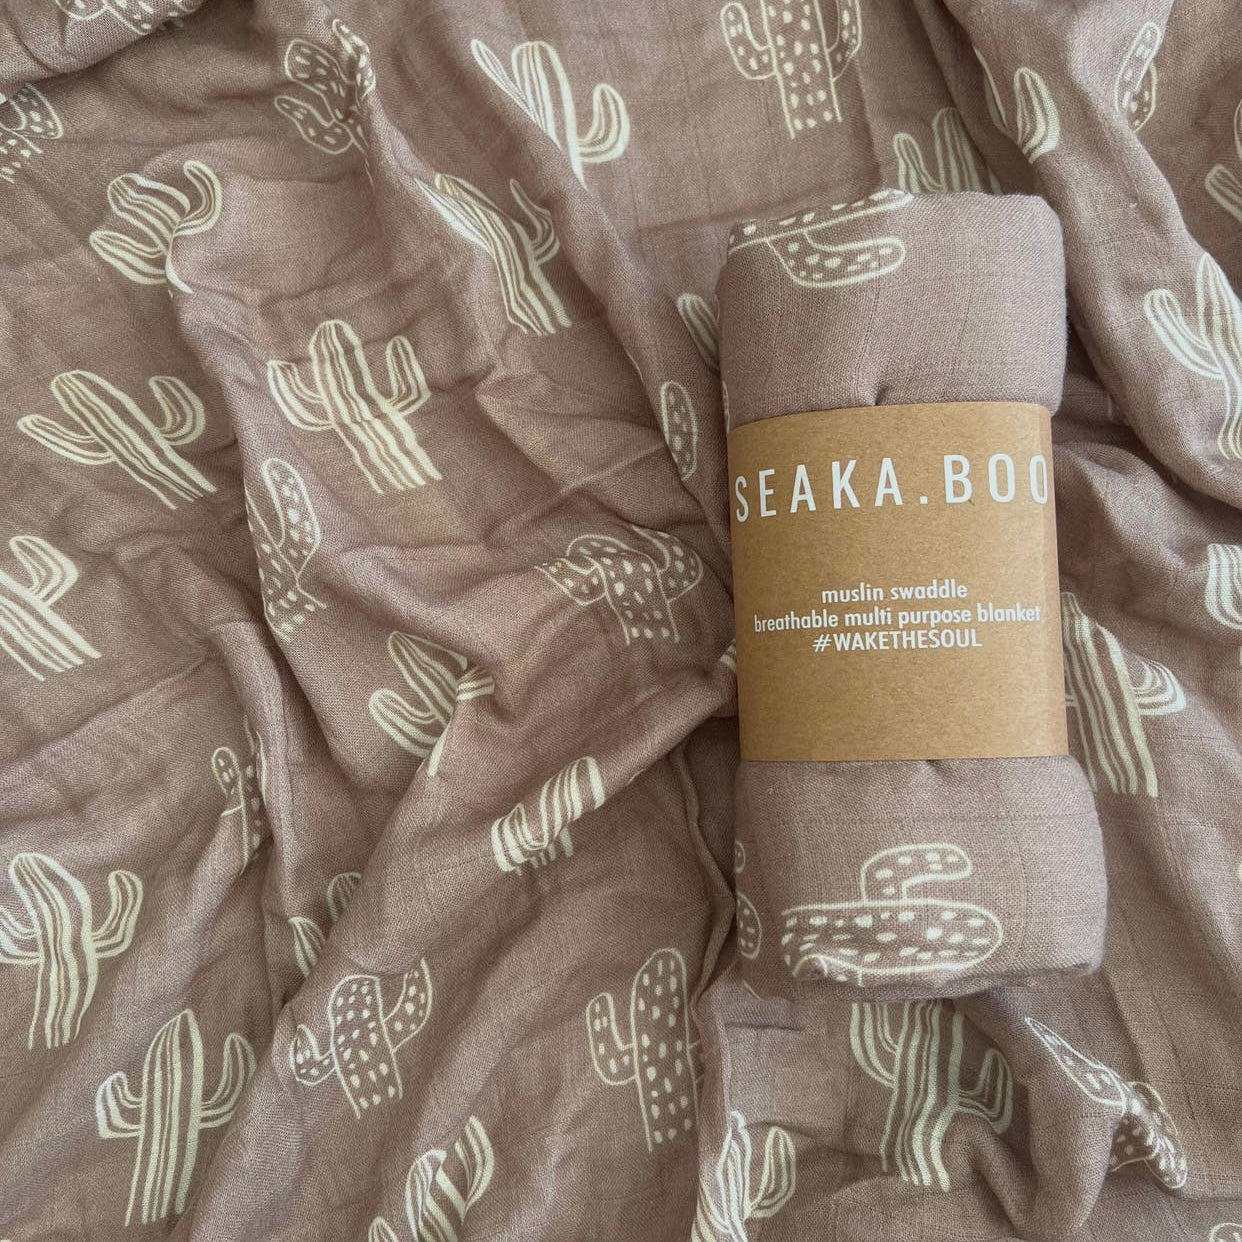 SEAKA.BOO
muslin swaddle
breathable multi purpose blanket
#WAKETHESOUL